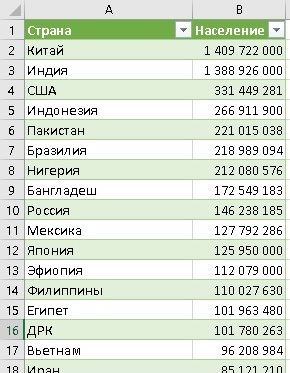 A B
1 Страна Население
2 Китай 1 409 722 000
3 Индия 1 388 926 000
4 США 331 449 281
5 Индонезия 266 911 900
6 Пакистан 221 015 038
7 Бразилия 218 989 094
8 Нигерия 212 080 576
9 Бангладеш 172 549 183
10 Россия 146 238 185
11 Мексика 127 792 286
12 Япония 125 950 000
13 Эфиопия 112 079 000
14 Филиппины 110 027 630
15 Египет 101 963 480
16 ДРК 101 780 263
17 Вьетнам 96 208 984
18 Иран 85 121 210